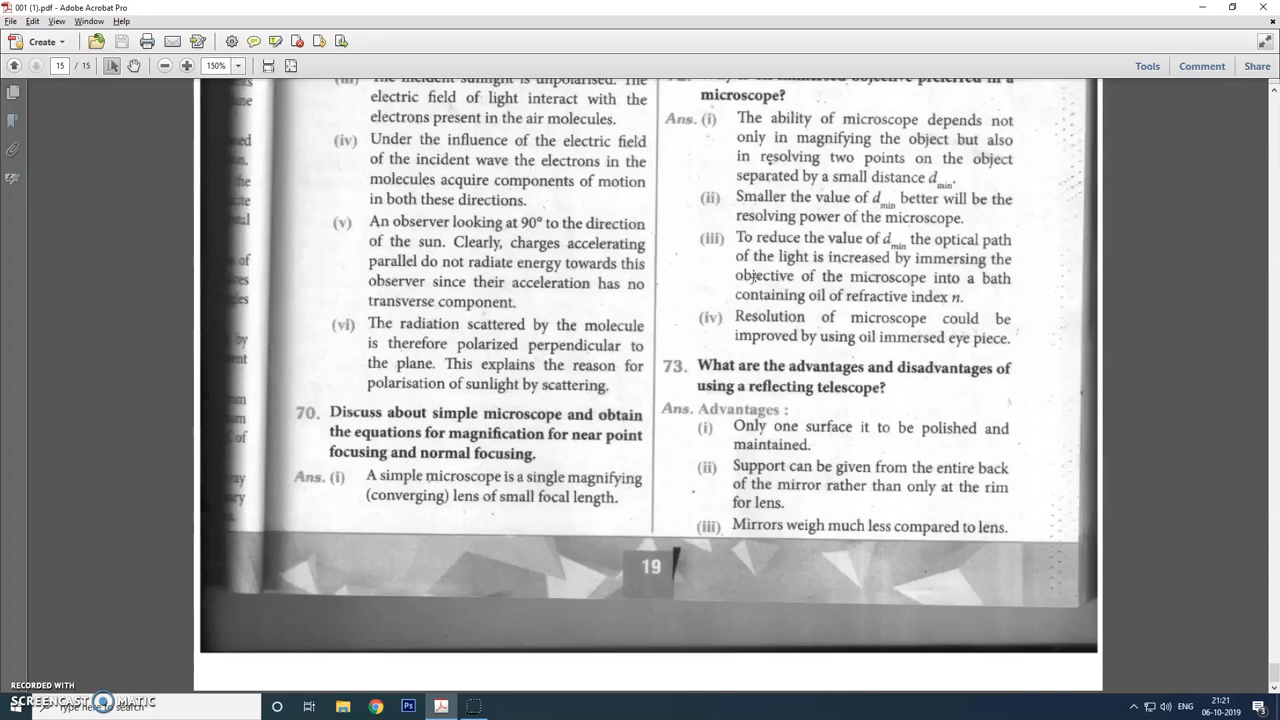 001 (1).pdf - Adobe Acrobat Pro
File Edit View Window Help
Create
15 / 15
150%
Tools Comment Share
electric field of light interact with the
electrons present in the air molecules.
(iv) Under the influence of the electric field
of the incident wave the electrons in the
molecules acquire components of motion
in both these directions.
(v) An observer looking at 90° to the direction
of the sun. Clearly, charges accelerating
parallel do not radiate energy towards this
observer since their acceleration has no
transverse component.
(vi) The radiation scattered by the molecule
is therefore polarized perpendicular to
the plane. This explains the reason for
polarisation of sunlight by scattering.
70. Discuss about simple microscope and obtain
the equations for magnification for near point
focusing and normal focusing.
Ans. (i) A simple microscope is a single magnifying
(converging) lens of small focal length.
microscope?
Ans. (i) The ability of microscope depends not
only in magnifying the object but also
in resolving two points on the object
separated by a small distance dmin.
(ii) Smaller the value of dmin better will be the
resolving power of the microscope.
(iii) To reduce the value of dmin the optical path
of the light is increased by immersing the
objective of the microscope into a bath
containing oil of refractive index n.
(iv) Resolution of microscope could be
improved by using oil immersed eye piece.
73. What are the advantages and disadvantages of
using a reflecting telescope?
Ans. Advantages :
(i) Only one surface it to be polished and
maintained.
(ii) Support can be given from the entire back
of the mirror rather than only at the rim
for lens.
(iii) Mirrors weigh much less compared to lens.
19
RECORDED WITH
SCREENCAST MATIC
Type here to search
ENG
21:21
06-10-2019
3